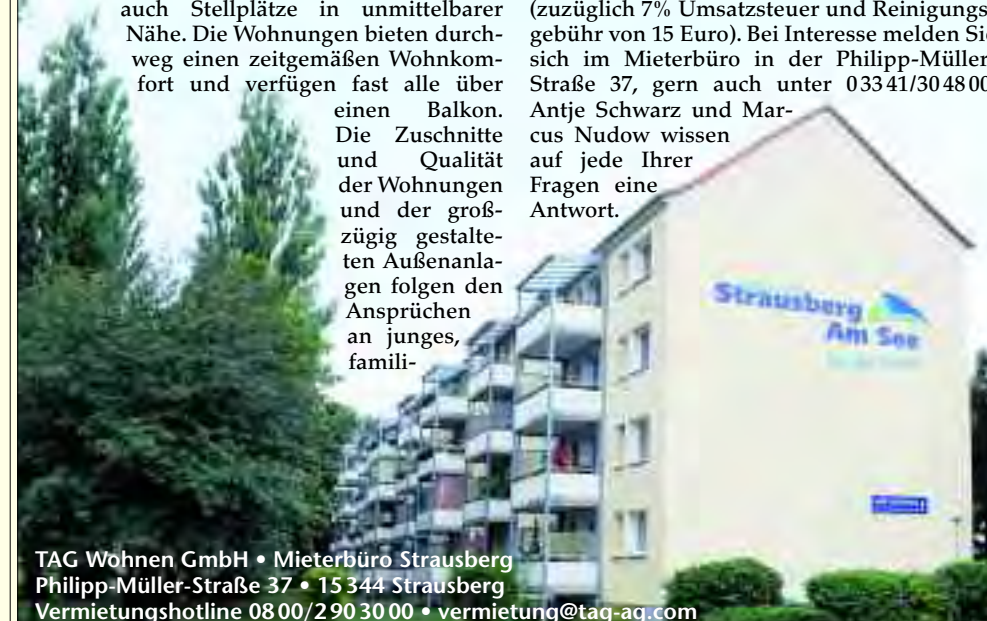 auch Stellplätze in unmittelbarer
Nähe. Die Wohnungen bieten durch-
weg einen zeitgemäßen Wohnkom-
fort und verfügen fast alle über
einen Balkon.
Die Zuschnitte
und Qualität
der Wohnungen
und der groß-
zügig gestalte-
ten Außenanla-
gen folgen den
Ansprüchen
an junges,
famili-
(zuzüglich 7% Umsatzsteuer und Reinigungs
gebühr von 15 Euro). Bei Interesse melden Sie
sich im Mieterbüro in der Philipp-Müller
Straße 37, gern auch unter 03341/304800
Antje Schwarz und Mar-
cus Nudow wissen
auf jede Ihrer
Fragen eine
Antwort.
Strausberg
Am See
TAG Wohnen GmbH • Mieterbüro Strausberg
Philipp-Müller-Straße 37 • 15344 Strausberg
Vermietungshotline 0800/2903000 • vermietung@tag-ag.com